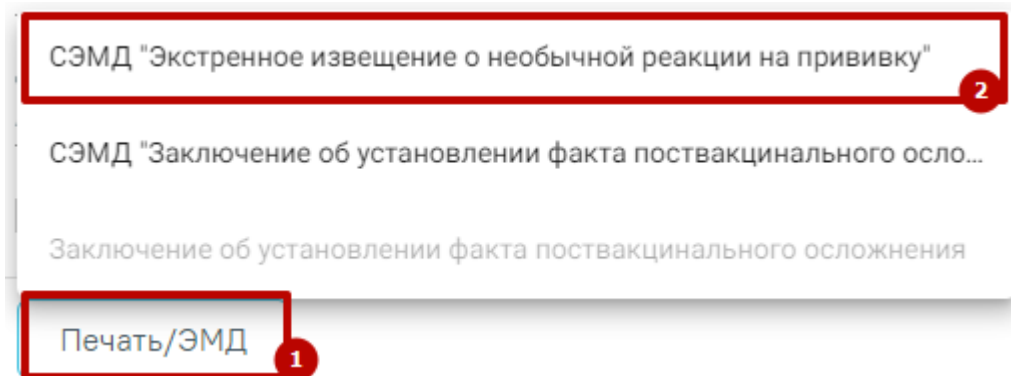 СЭМД "Экстренное извещение о необычной реакции на прививку"
2
СЭМД "Заключение об установлении факта поствакцинального осло...
Заключение об установлении факта поствакцинального осложнения
Печать/ЭМД
1